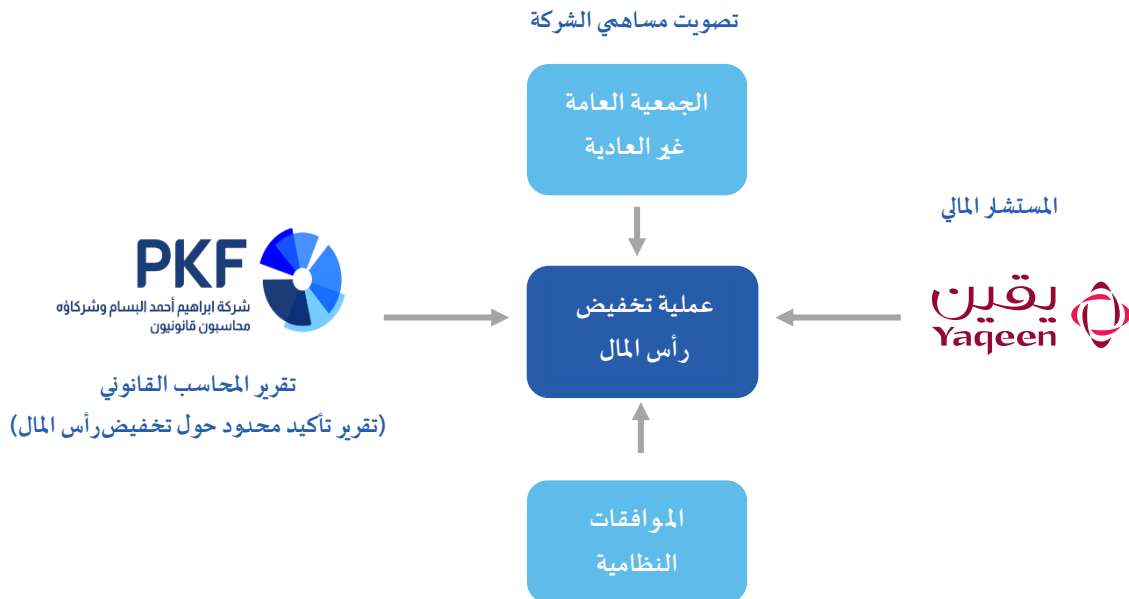 تصويت مساهمي الشركة
الجمعية العامة
غير العادية
المستشار المالي
يقين
Yaqeen
عملية تخفيض
رأس المال
PKF
شركة ابراهيم أحمد البسام وشركاؤه
محاسبون قانونيون
تقرير المحاسب القانوني
(تقرير تأكيد محدود حول تخفيض رأس المال)
الموافقات
النظامية